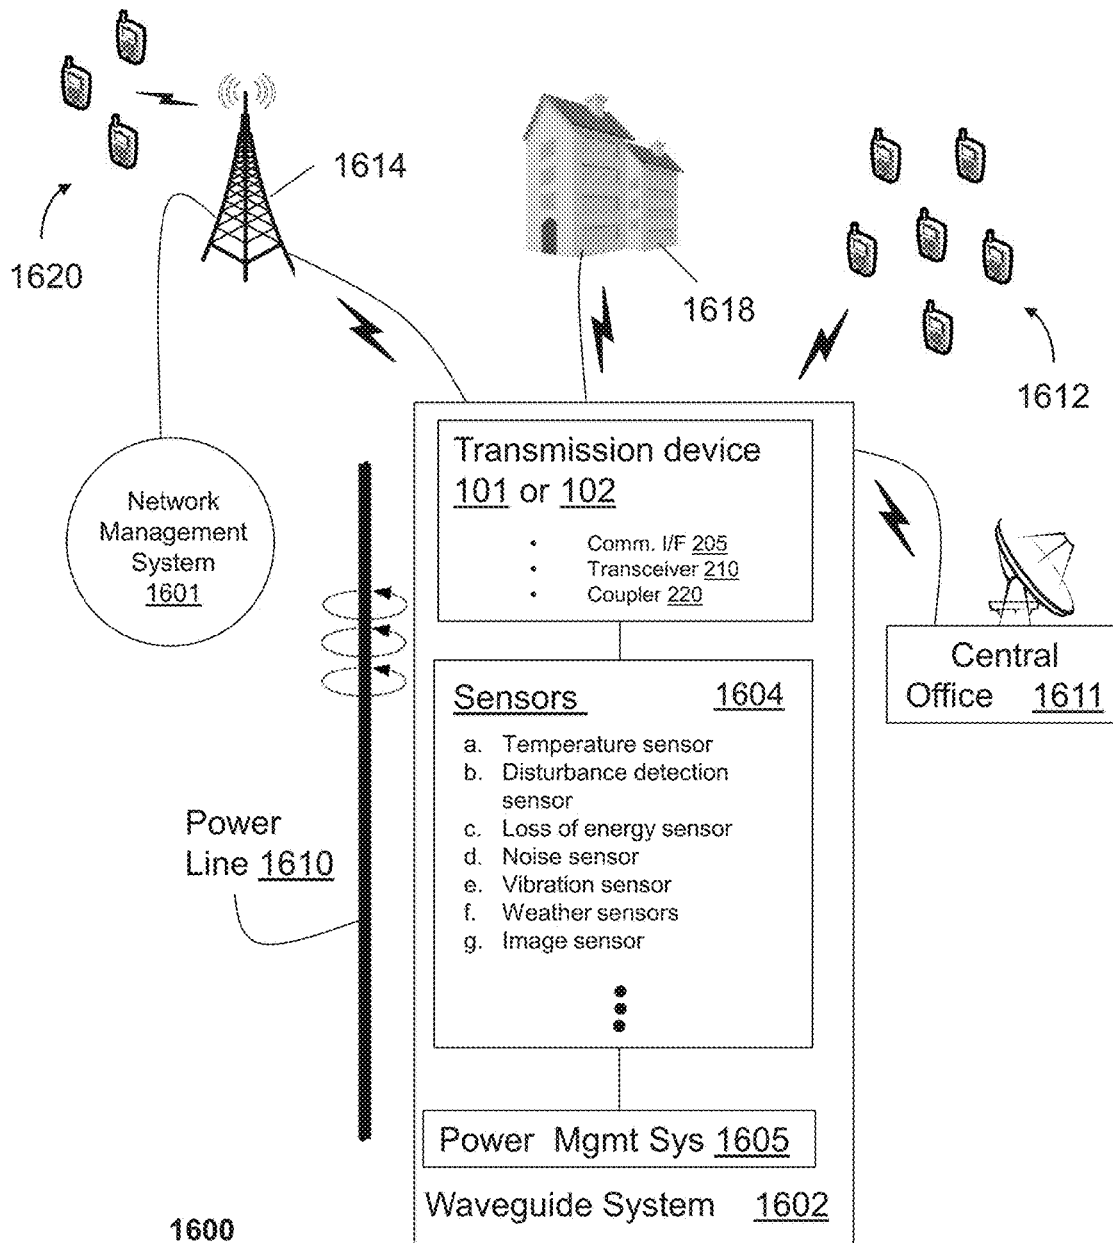 1614
1620
1618
1612
Transmission device
101 or 102
• Comm. I/F 205
• Transceiver 210
• Coupler 220
Network
Management
System
1601
Central
Office 1611
Sensors 1604
a. Temperature sensor
b. Disturbance detection
sensor
c. Loss of energy sensor
d. Noise sensor
e. Vibration sensor
f. Weather sensors
g. Image sensor
Power
Line 1610
Power Mgmt Sys 1605
Waveguide System 1602
1600